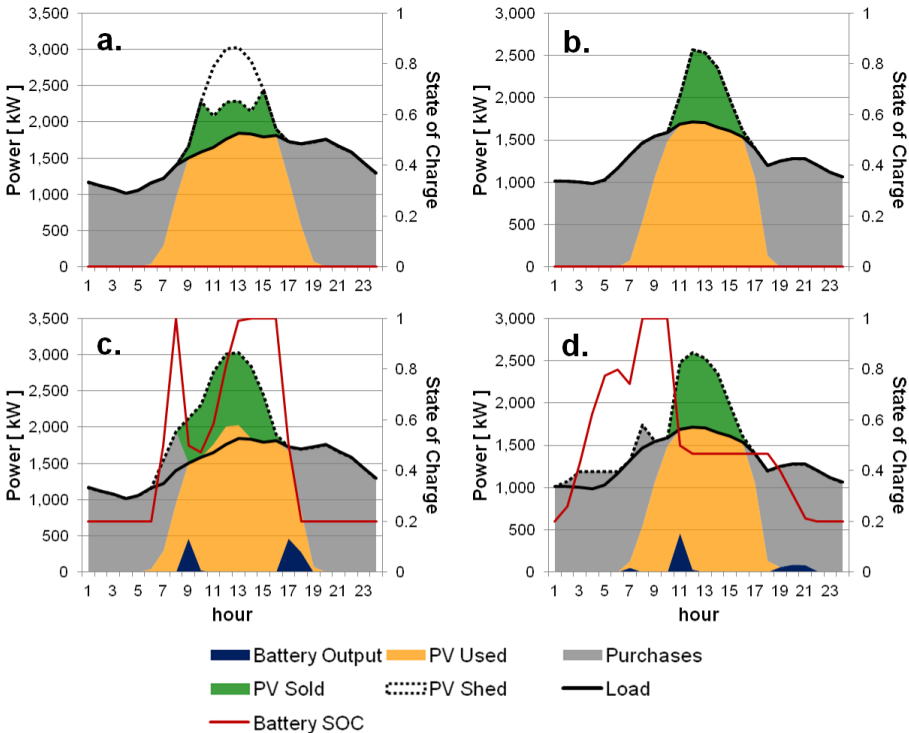 a.
3,500
3,000
2,500
2,000
1,500
1,000
500
0
Power [ kW ]
1
0.8
0.6
0.4
0.2
0
State of Charge
1 3 5 7 9 11 13 15 17 19 21 23
b.
3,000
2,500
2,000
1,500
1,000
500
0
Power [ kW ]
1
0.8
0.6
0.4
0.2
0
State of Charge
1 3 5 7 9 11 13 15 17 19 21 23
c.
3,500
3,000
2,500
2,000
1,500
1,000
500
0
Power [ kW ]
1
0.8
0.6
0.4
0.2
0
State of Charge
1 3 5 7 9 11 13 15 17 19 21 23
hour
d.
3,000
2,500
2,000
1,500
1,000
500
0
Power [ kW ]
1
0.8
0.6
0.4
0.2
0
State of Charge
1 3 5 7 9 11 13 15 17 19 21 23
hour
Battery Output PV Used Purchases
PV Sold PV Shed Load
Battery SOC